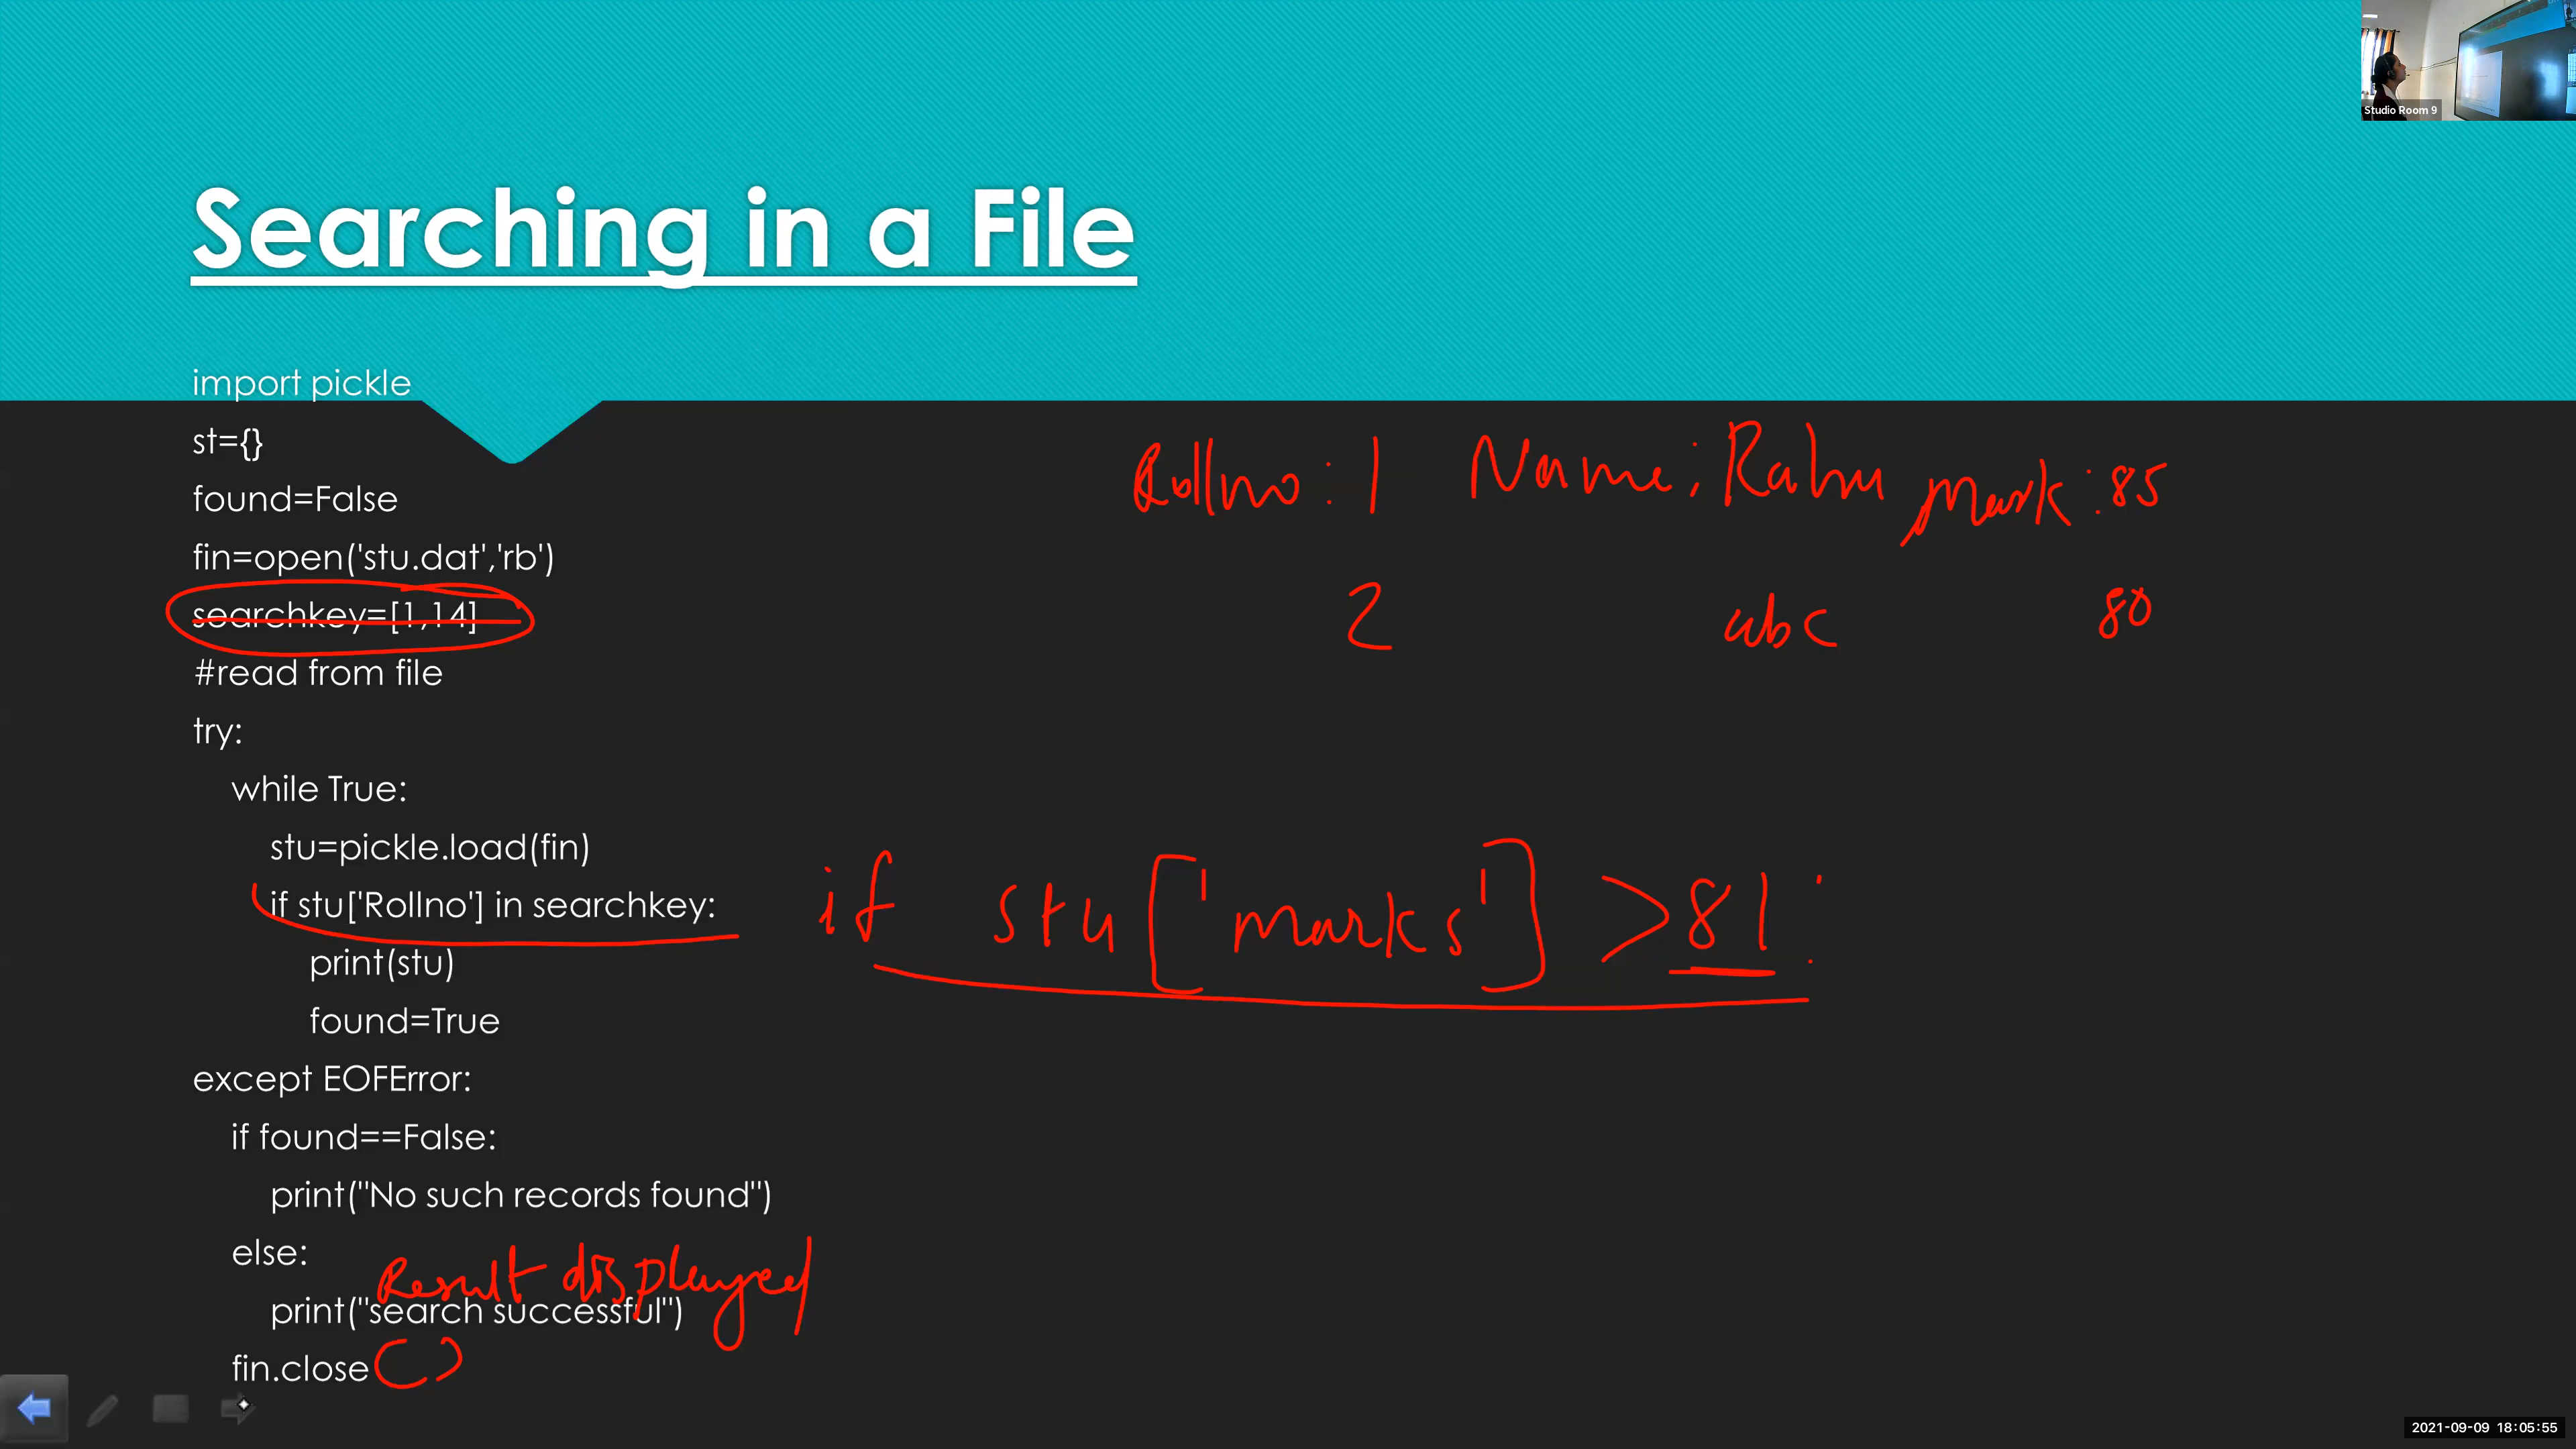 Studio Room 9
Searching in a File
import pickle
st={}
found=False
fin=open('stu.dat','rb')
searchkey=[1,14]
#read from file
try:
while True:
stu=pickle.load(fin)
if stu['Rollno'] in searchkey:
print(stu)
found=True
except EOFError:
if found==False:
print("No such records found")
else:
Result displayed
print("search successful")
fin.close()
Rollno:1 Name; Rahu Mark:85
2 abc 80
if stu['marks'] >81:
2021-09-09 18:05:55